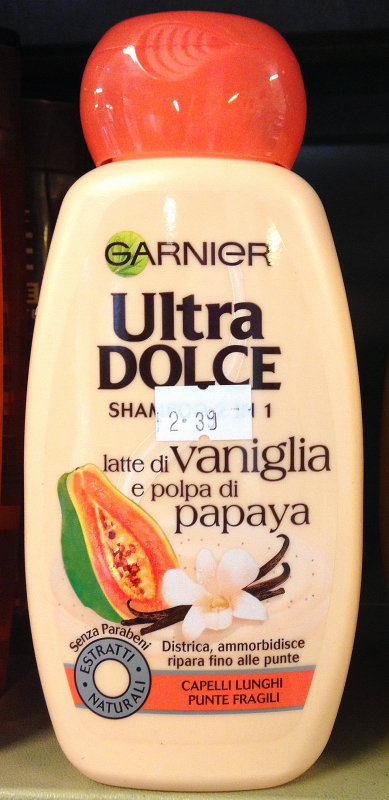 GARNIER
Ultra
DOLCE
2.39
latte di vaniglia
e polpa di
papaya
Senza Parabeni
ESTRATTI
NATURALI
Districa, ammorbidisce
ripara fino alle punte
CAPELLI LUNGHI
PUNTE FRAGILI